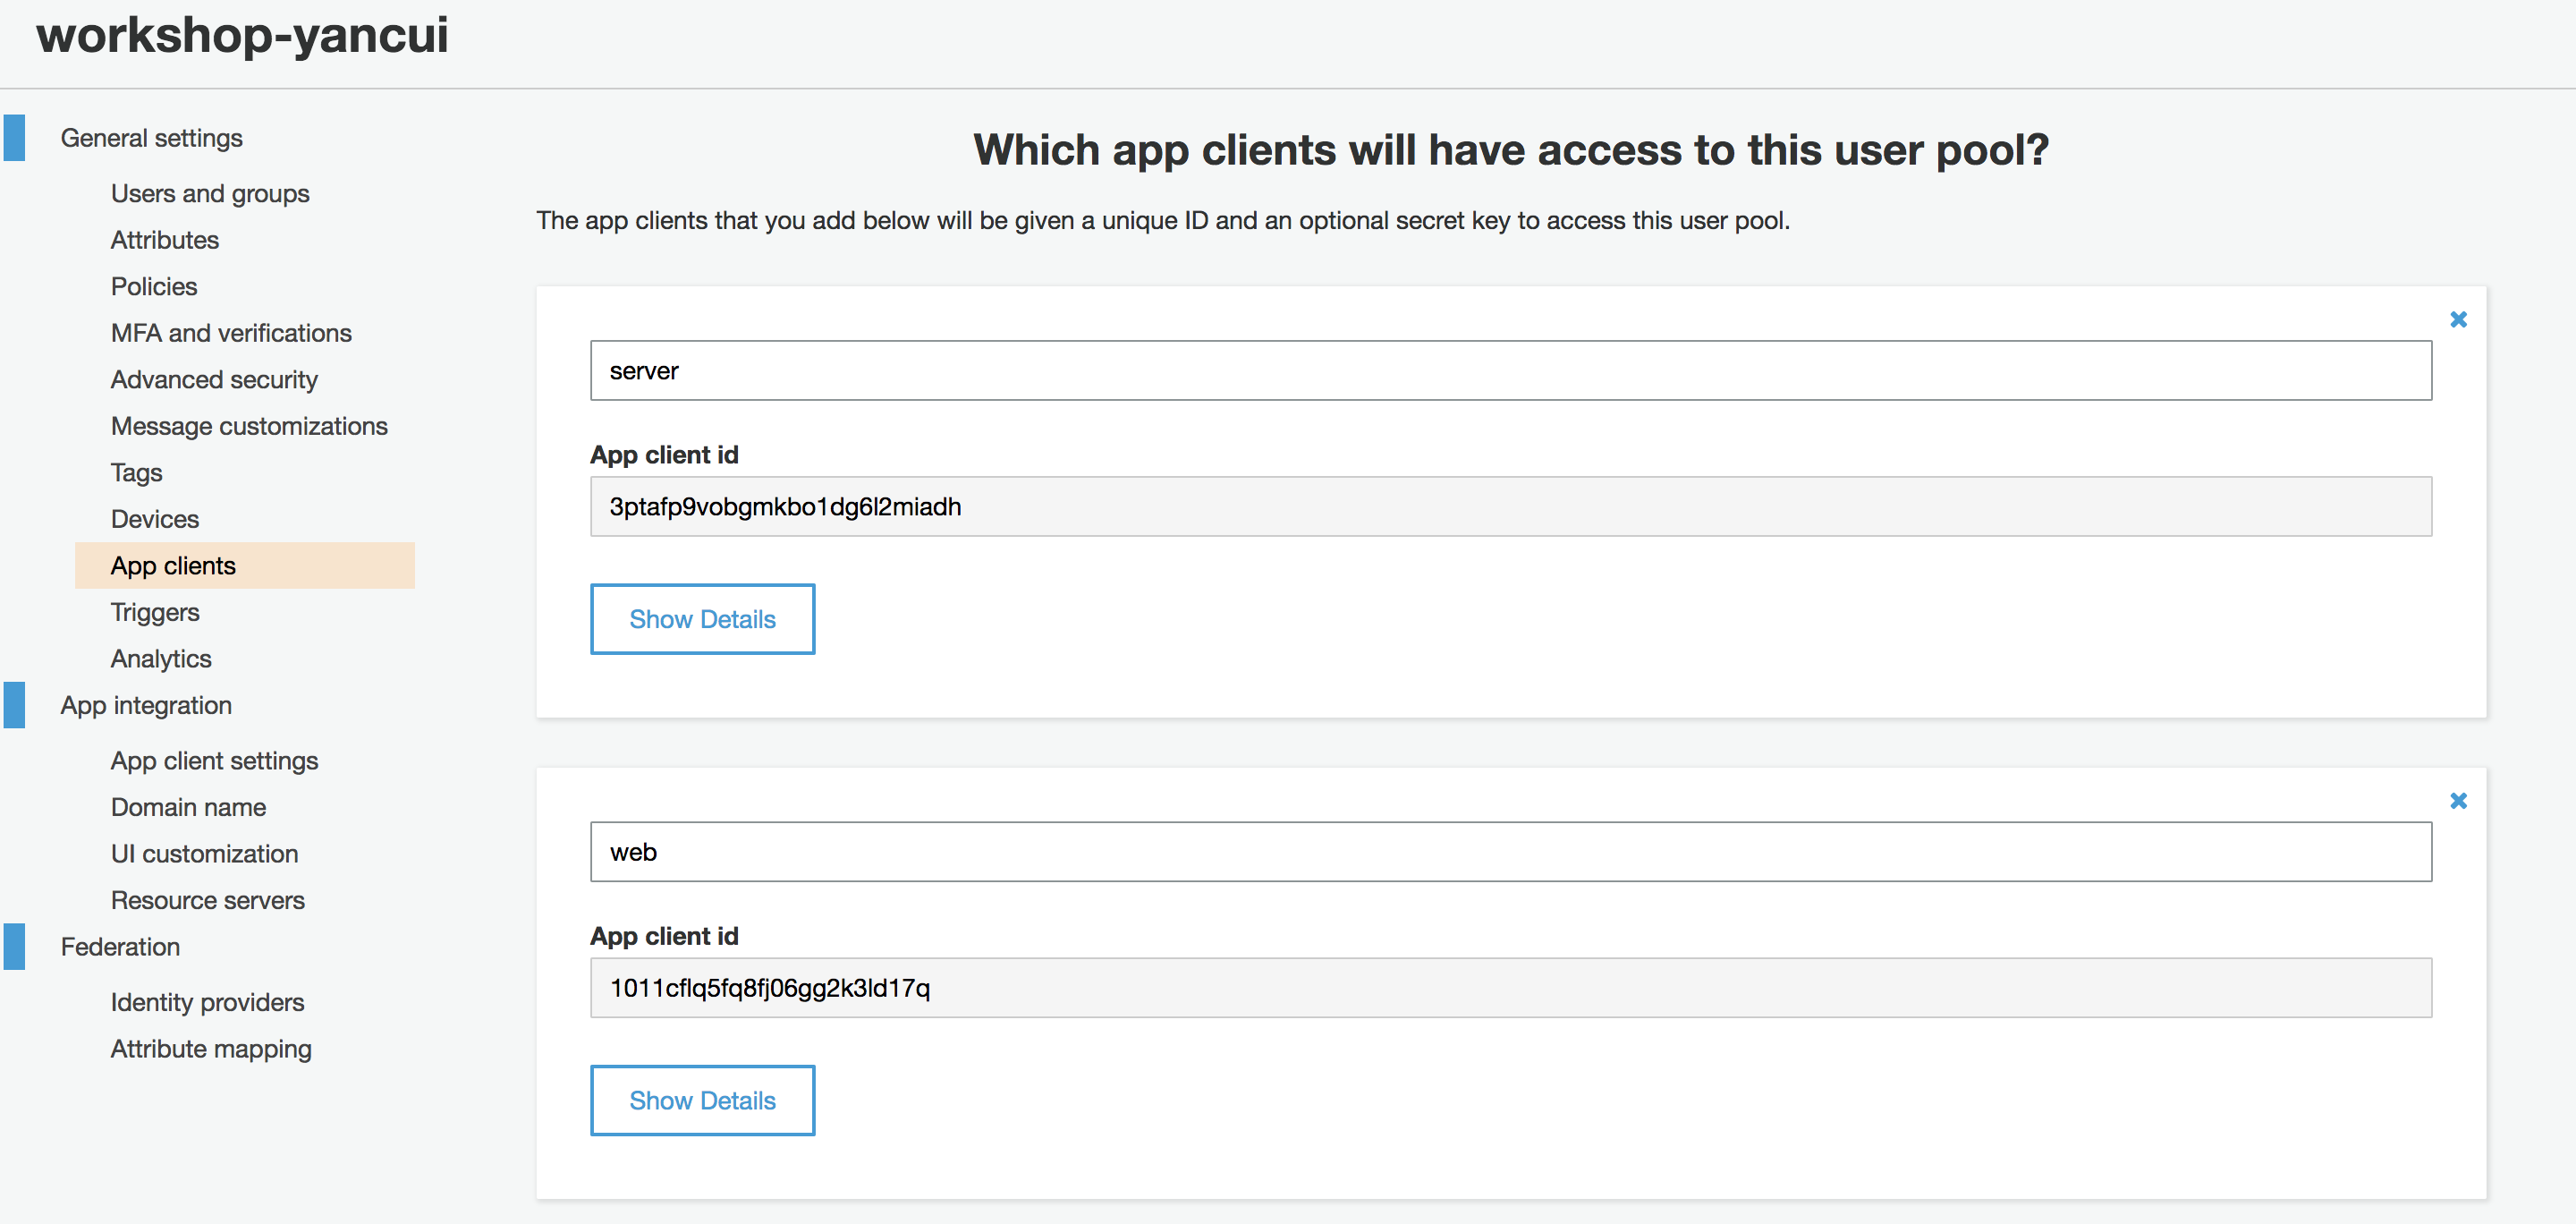 workshop-yancui
General settings
Users and groups
Attributes
Policies
MFA and verifications
Advanced security
Message customizations
Tags
Devices
App clients
Triggers
Analytics
App integration
App client settings
Domain name
UI customization
Resource servers
Federation
Identity providers
Attribute mapping
Which app clients will have access to this user pool?
The app clients that you add below will be given a unique ID and an optional secret key to access this user pool.
server
App client id
3ptafp9vobgmkbo1dg6l2miadh
Show Details
web
App client id
1011cflq5fq8fj06gg2k3ld17q
Show Details